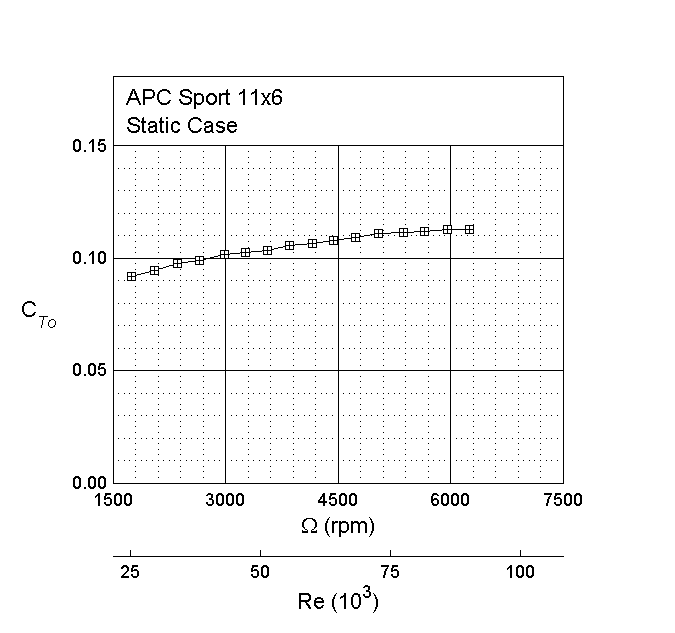 APC Sport 11x6
Static Case
0.15
0.10
C_To
0.05
0.00
1500 3000 4500 6000 7500
Ω (rpm)
25 50 75 100
Re (10³)